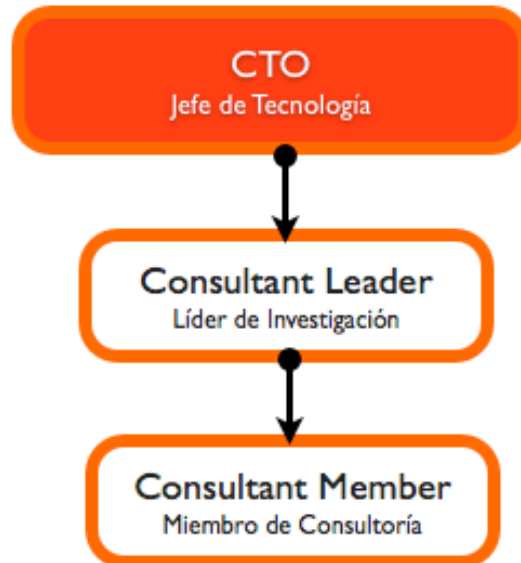 CTO
Jefe de Tecnología
Consultant Leader
Líder de Investigación
Consultant Member
Miembro de Consultoría